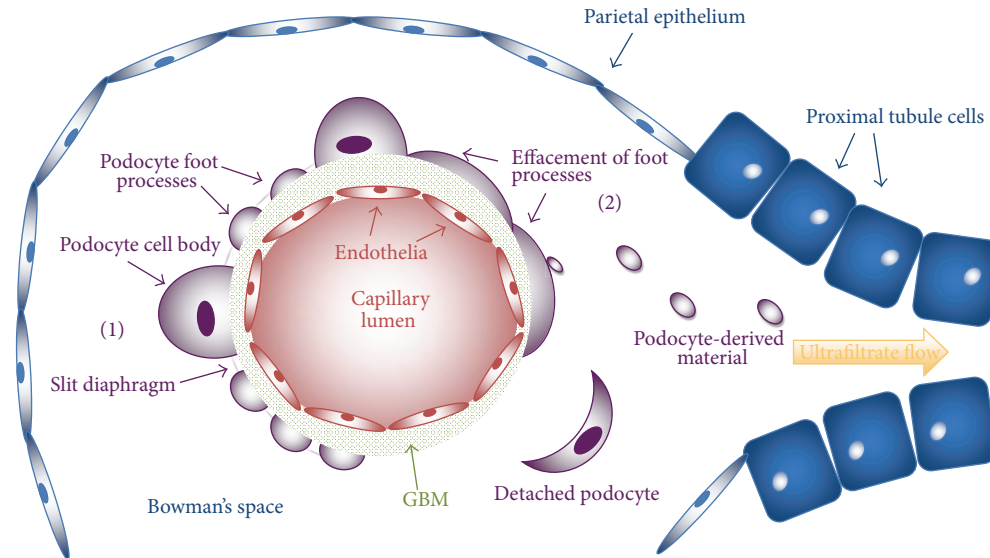 Parietal epithelium
Proximal tubule cells
Podocyte foot
processes
Effacement of foot
processes
(2)
Podocyte cell body
Endothelia
Capillary
lumen
(1)
Podocyte-derived
material
Ultrafiltrate flow
Slit diaphragm
Detached podocyte
GBM
Bowman's space